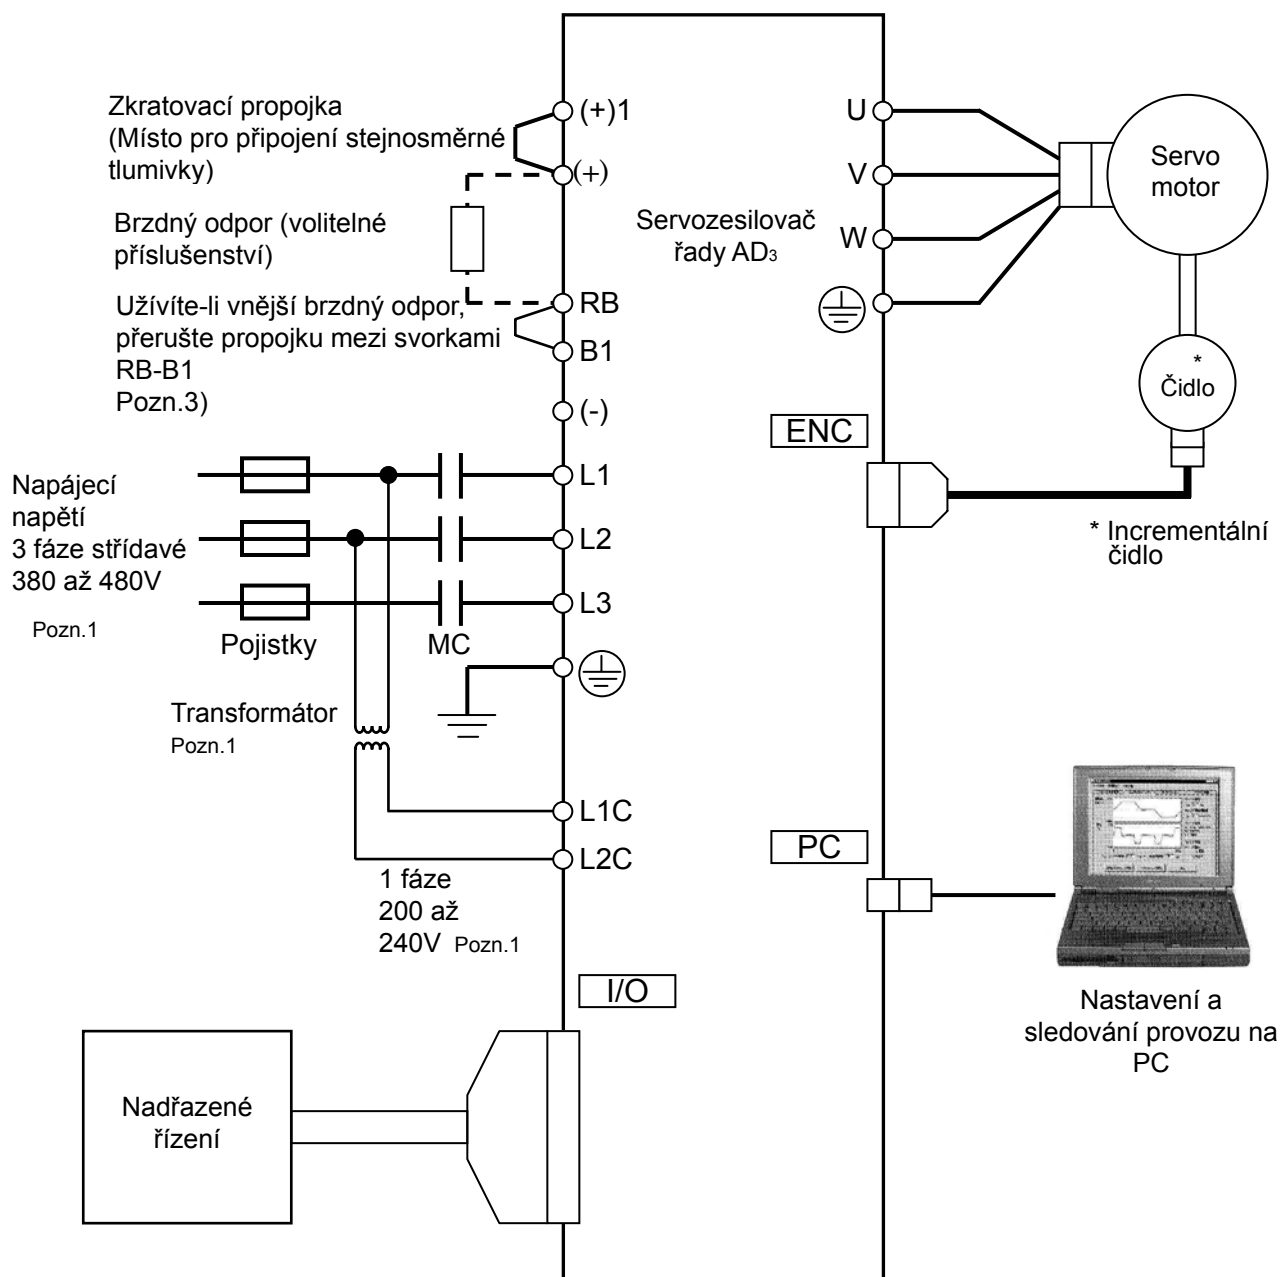 Zkratovací propojka
(Místo pro připojení stejnosměrné
tlumivky)
(+)1
(+)
Brzdný odpor (volitelné
příslušenství)
Užívíte-li vnější brzdný odpor,
přerušte propojku mezi svorkami
RB-B1
Pozn.3)
RB
B1
(-)
Servozesilovač
řady AD3
U
V
W
Servo
motor
*
Čidlo
ENC
* Incrementální
čidlo
Napájecí
napětí
3 fáze střídavé
380 až 480V
Pozn.1
L1
L2
L3
Pojistky
MC
Transformátor
Pozn.1
L1C
L2C
1 fáze
200 až
240V Pozn.1
PC
Nastavení a
sledování provozu na
PC
I/O
Nadřazené
řízení